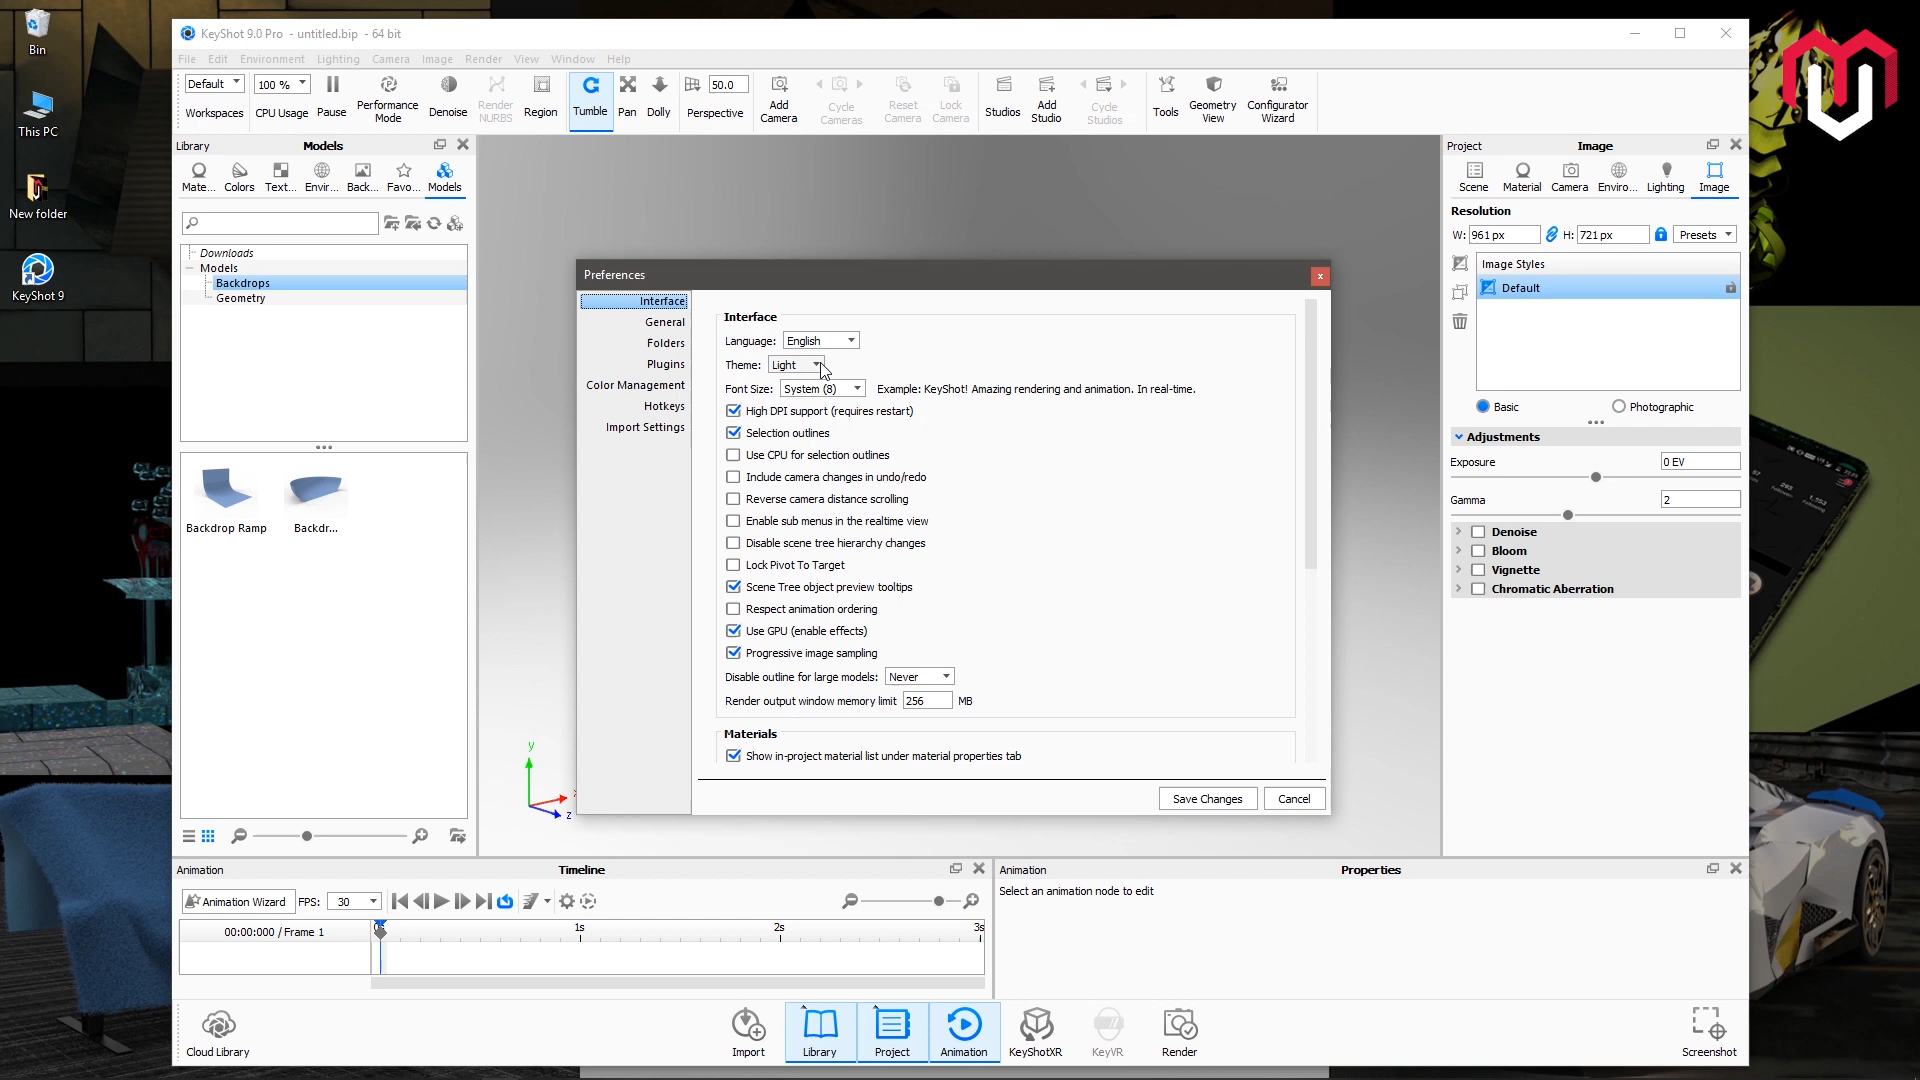 Bin
This PC
New folder
KeyShot 9
KeyShot 9.0 Pro - untitled.bip - 64 bit
File Edit Environment Lighting Camera Image Render View Window Help
Default
Workspaces
100 %
CPU Usage
Pause
Performance
Mode
Denoise
Render
NURBS
Region
Tumble
Pan
Dolly
50.0
Perspective
Add
Camera
Cycle
Cameras
Reset
Camera
Lock
Camera
Studios
Add
Studio
Cycle
Studios
Tools
Geometry
View
Configurator
Wizard
Library
Models
Mate... Colors Text... Envir... Back... Favo... Models
Downloads
Models
Backdrops
Geometry
Backdrop Ramp
Backdr...
Preferences
x
Interface
General
Folders
Plugins
Color Management
Hotkeys
Import Settings
Interface
Language: English
Theme: Light
Font Size: System (8) Example: KeyShot! Amazing rendering and animation. In real-time.
High DPI support (requires restart)
Selection outlines
Use CPU for selection outlines
Include camera changes in undo/redo
Reverse camera distance scrolling
Enable sub menus in the realtime view
Disable scene tree hierarchy changes
Lock Pivot To Target
Scene Tree object preview tooltips
Respect animation ordering
Use GPU (enable effects)
Progressive image sampling
Disable outline for large models: Never
Render output window memory limit 256 MB
Materials
Show in-project material list under material properties tab
Save Changes
Cancel
y
z
Project
Image
Scene Material Camera Enviro... Lighting Image
Resolution
W: 961 px H: 721 px Presets
Image Styles
Default
Basic
Photographic
Adjustments
Exposure 0 EV
Gamma 2
Denoise
Bloom
Vignette
Chromatic Aberration
Animation
Timeline
Animation Wizard FPS: 30
00:00:000 / Frame 1
1s
2s
3s
Animation
Properties
Select an animation node to edit
Cloud Library
Import
Library
Project
Animation
KeyShotXR
KeyVR
Render
Screenshot